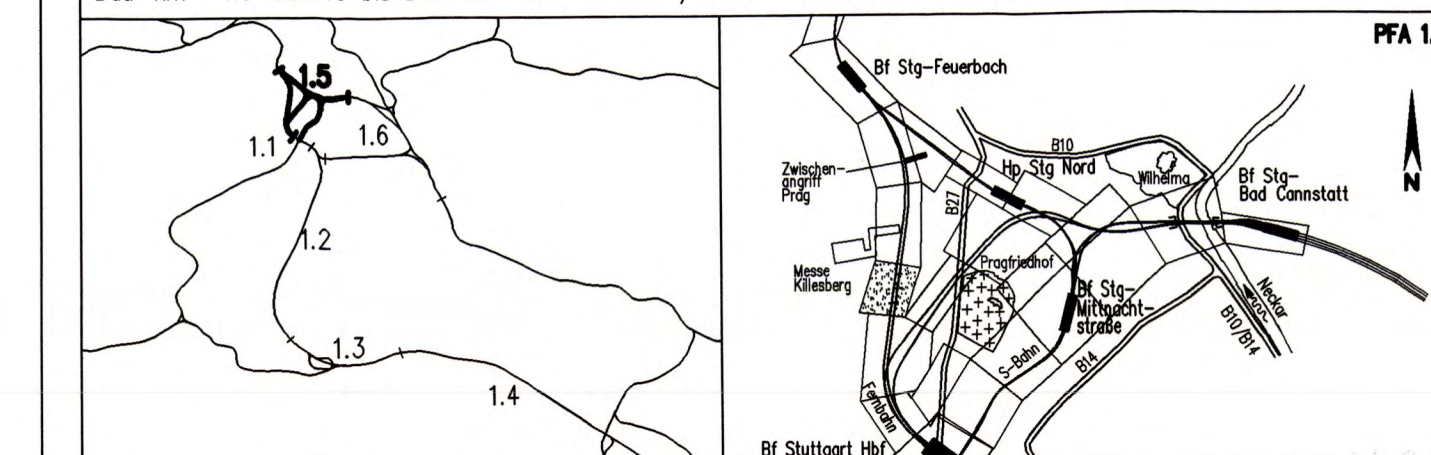 1.5
1.1
1.6
1.2
1.3
1.4
PFA 1.
Bf Stg-Feuerbach
B10
Hp Stg Nord
Wilhelma
Bf Stg-
Bad Cannstatt
N
Zwischen-
angriff
Prag
B27
Messe
Killesberg
Pragfriedhof
Bf Stg-
Mittnacht-
straße
Neckar
B10/B14
S-Bahn
B14
Fernbahn
Bf Stuttgart Hbf